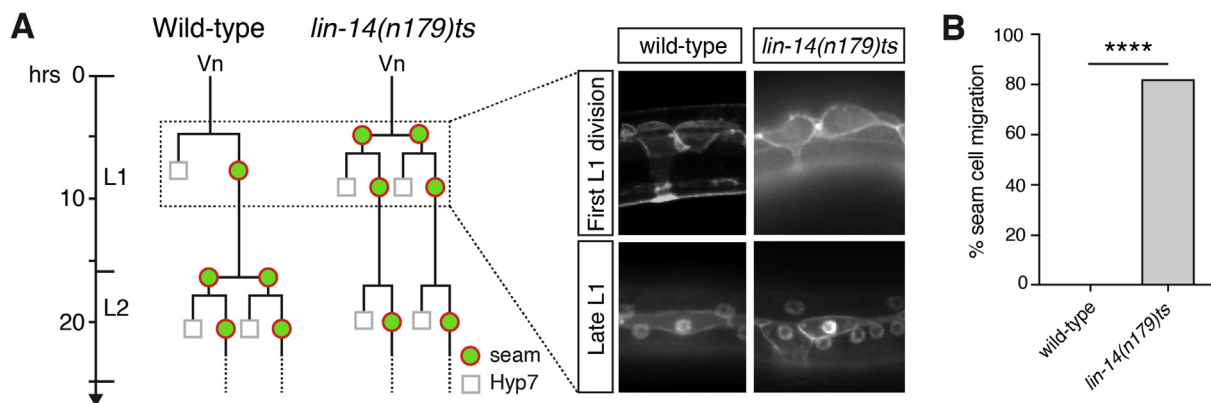 A
Wild-type lin-14(n179)ts
Vn Vn
hrs 0
L1
10
L2
20
seam
Hyp7
wild-type lin-14(n179)ts
First L1 division
Late L1
B
****
% seam cell migration
100
80
60
40
20
0
wild-type
lin-14(n179)ts